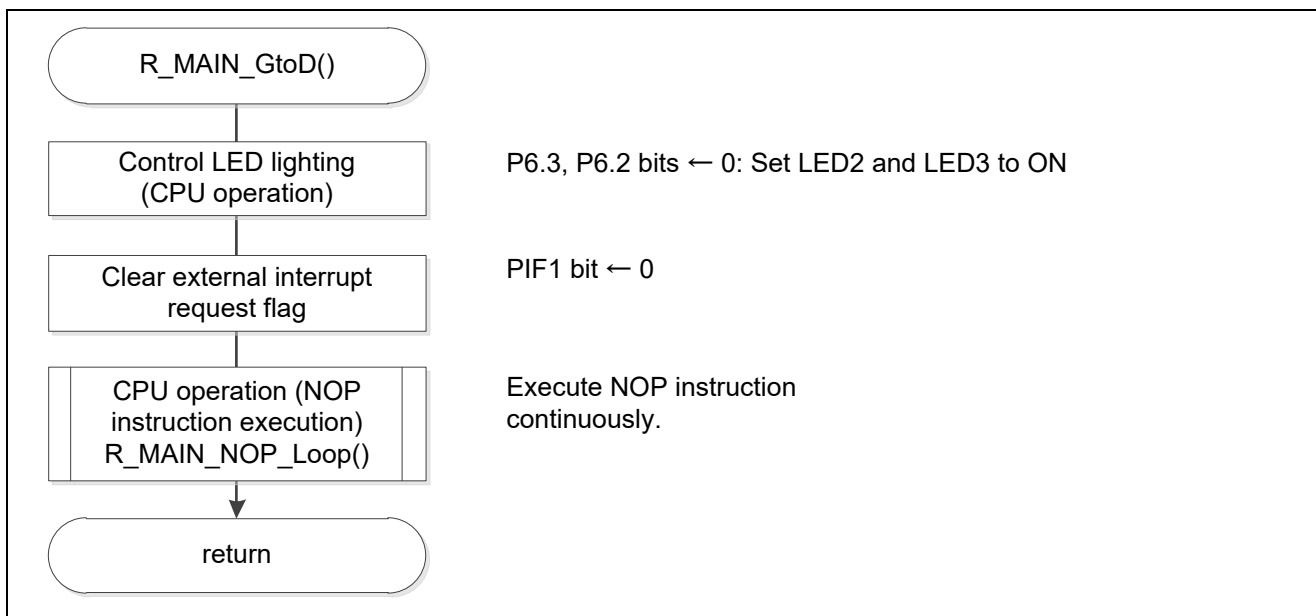 R_MAIN_GtoD()
Control LED lighting
(CPU operation)
P6.3, P6.2 bits ← 0: Set LED2 and LED3 to ON
Clear external interrupt
request flag
PIF1 bit ← 0
CPU operation (NOP
instruction execution)
R_MAIN_NOP_Loop()
Execute NOP instruction
continuously.
return